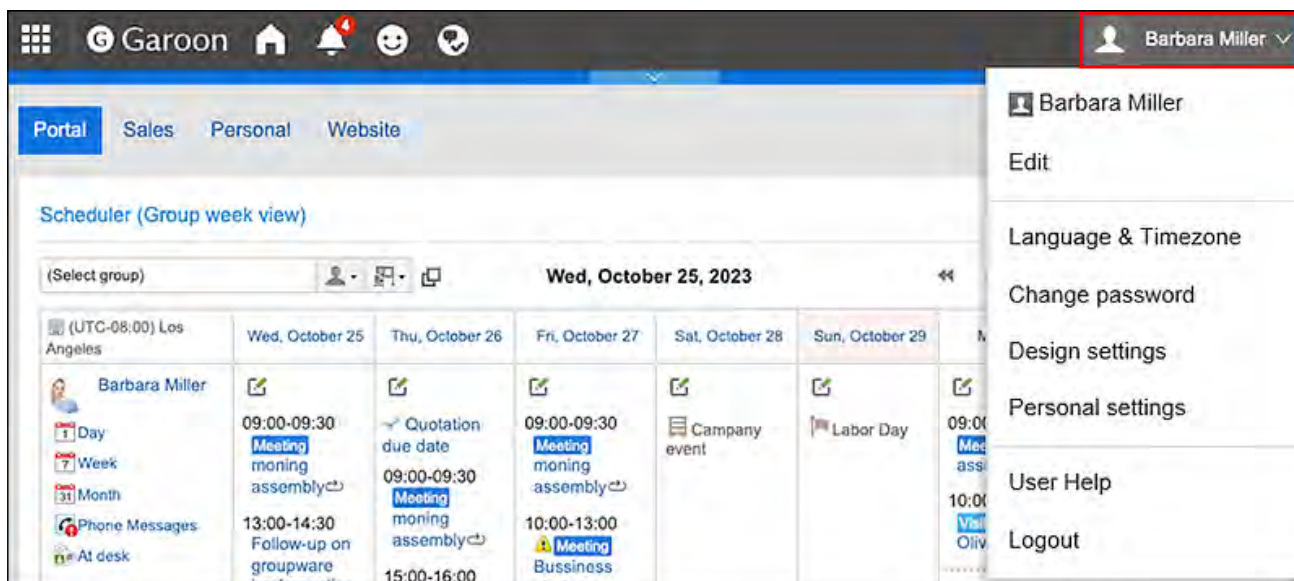 Garoon
4
Barbara Miller
Barbara Miller
Edit
Language & Timezone
Change password
Design settings
Personal settings
User Help
Logout
Portal
Sales
Personal
Website
Scheduler (Group week view)
(Select group)
Wed, October 25, 2023
(UTC-08:00) Los
Angeles
Wed, October 25
Thu, October 26
Fri, October 27
Sat, October 28
Sun, October 29
Barbara Miller
1 Day
7 Week
31 Month
Phone Messages
At desk
09:00-09:30
Meeting
moning
assembly
13:00-14:30
Follow-up on
groupware
Quotation
due date
09:00-09:30
Meeting
moning
assembly
15:00-16:00
09:00-09:30
Meeting
moning
assembly
10:00-13:00
Meeting
Bussiness
Campany
event
Labor Day